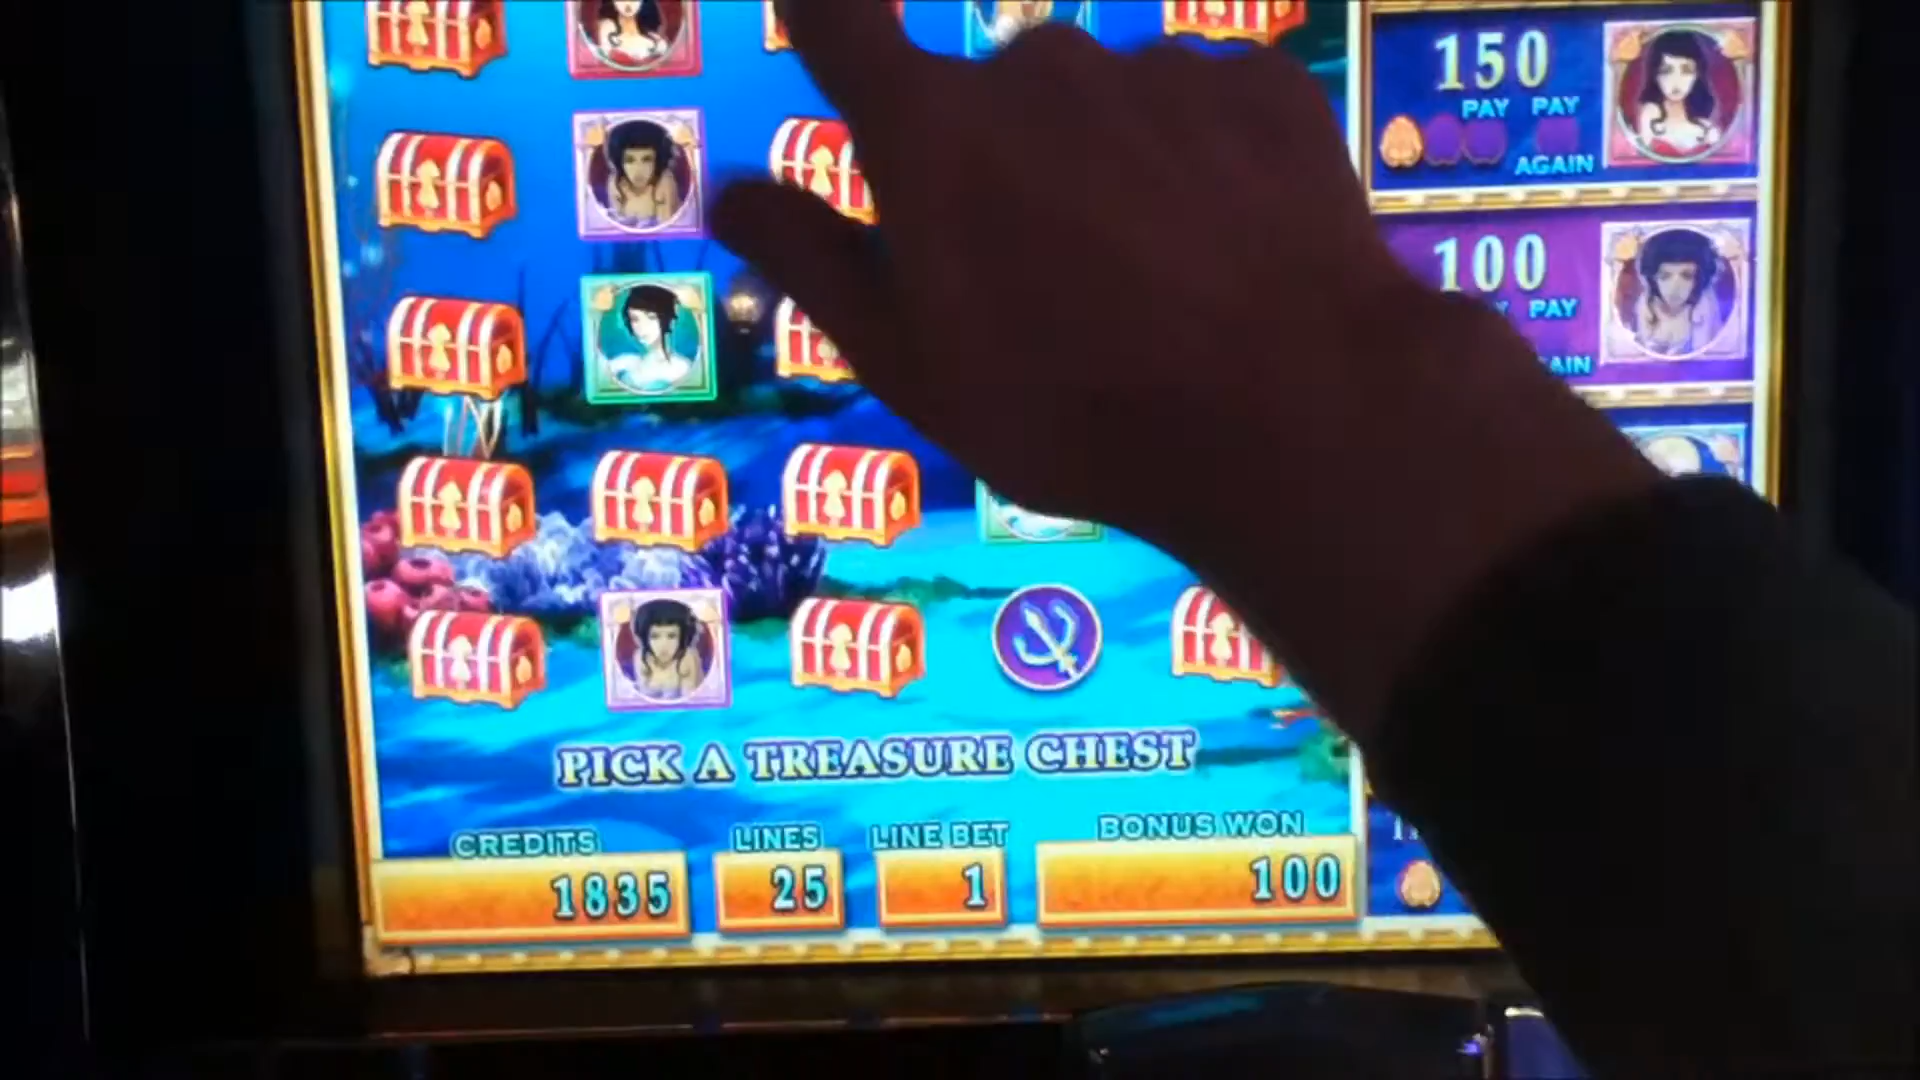 150
PAY PAY
AGAIN
100
PAY
PICK A TREASURE CHEST
CREDITS LINES LINE BET BONUS WON
1835 25 1 100